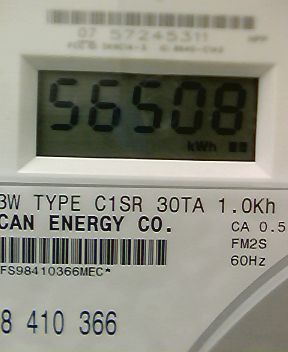 07 57245311
56508
kWh
3W TYPE C1SR 30TA 1.0Kh
CAN ENERGY CO.
CA 0.5
FM2S
60Hz
FS98410366MEC*
8 410 366